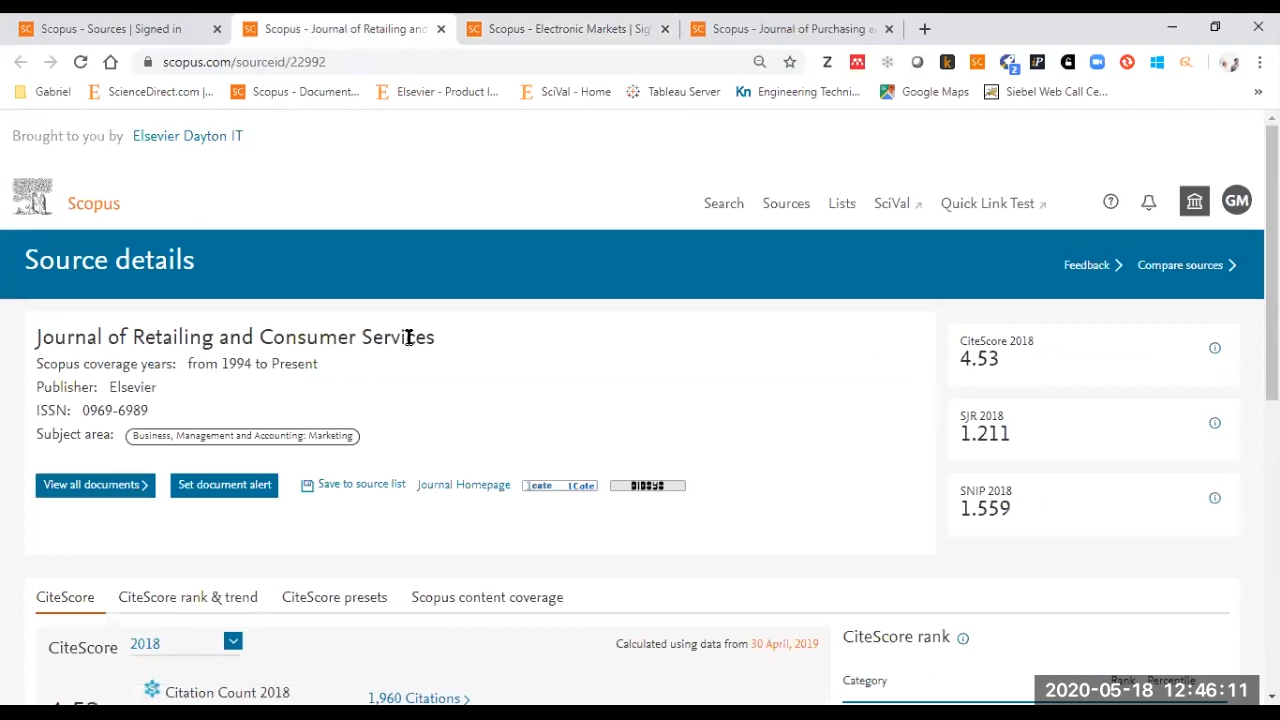 Scopus - Sources | Signed in
Scopus - Journal of Retailing and
Scopus - Electronic Markets | Sig
Scopus - Journal of Purchasing a
scopus.com/sourceid/22992
Gabriel
ScienceDirect.com |...
Scopus - Document...
Elsevier - Product I...
SciVal - Home
Tableau Server
Engineering Techni...
Google Maps
Siebel Web Call Ce...
Brought to you by Elsevier Dayton IT
Scopus
Search
Sources
Lists
SciVal
Quick Link Test
GM
Source details
Feedback
Compare sources
Journal of Retailing and Consumer Services
Scopus coverage years: from 1994 to Present
Publisher: Elsevier
ISSN: 0969-6989
Subject area: Business, Management and Accounting: Marketing
View all documents
Set document alert
Save to source list
Journal Homepage
CiteScore 2018
4.53
SJR 2018
1.211
SNIP 2018
1.559
CiteScore
CiteScore rank & trend
CiteScore presets
Scopus content coverage
CiteScore 2018
Calculated using data from 30 April, 2019
CiteScore rank
Citation Count 2018
1,960 Citations >
Category
Rank Percentile
2020-05-18 12:46:11